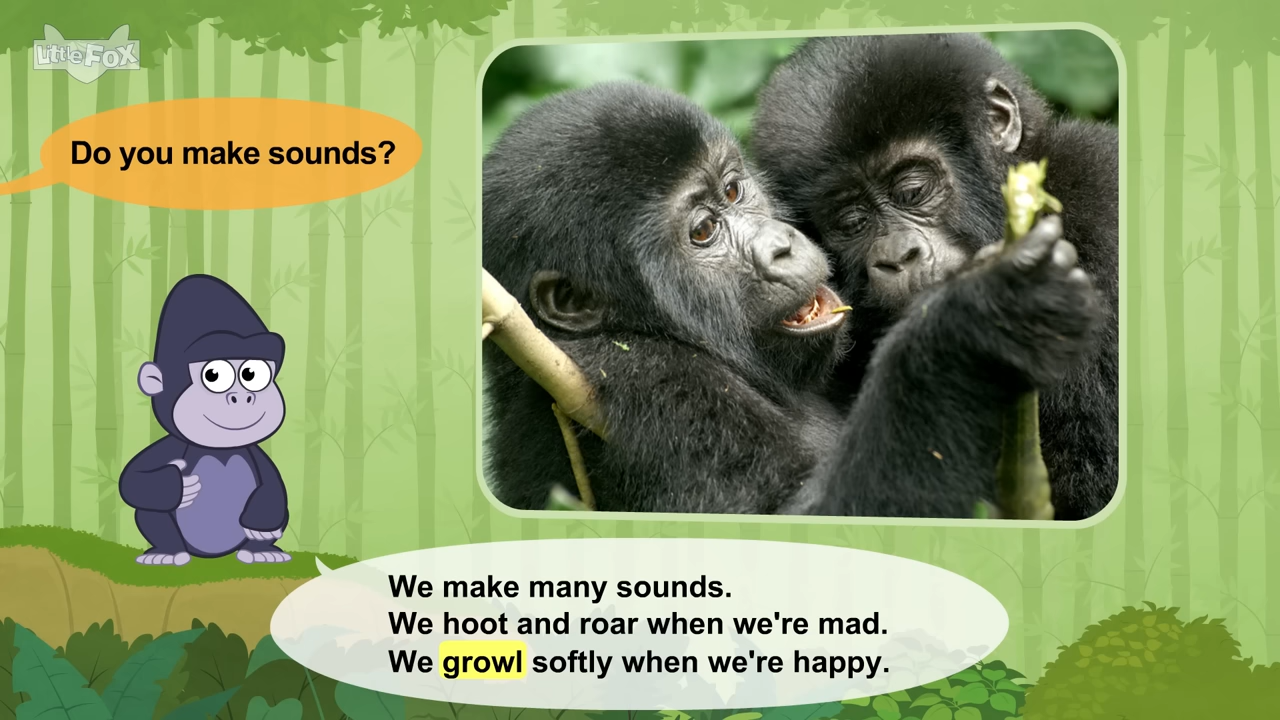 Little Fox
Do you make sounds?
We make many sounds.
We hoot and roar when we're mad.
We growl softly when we're happy.